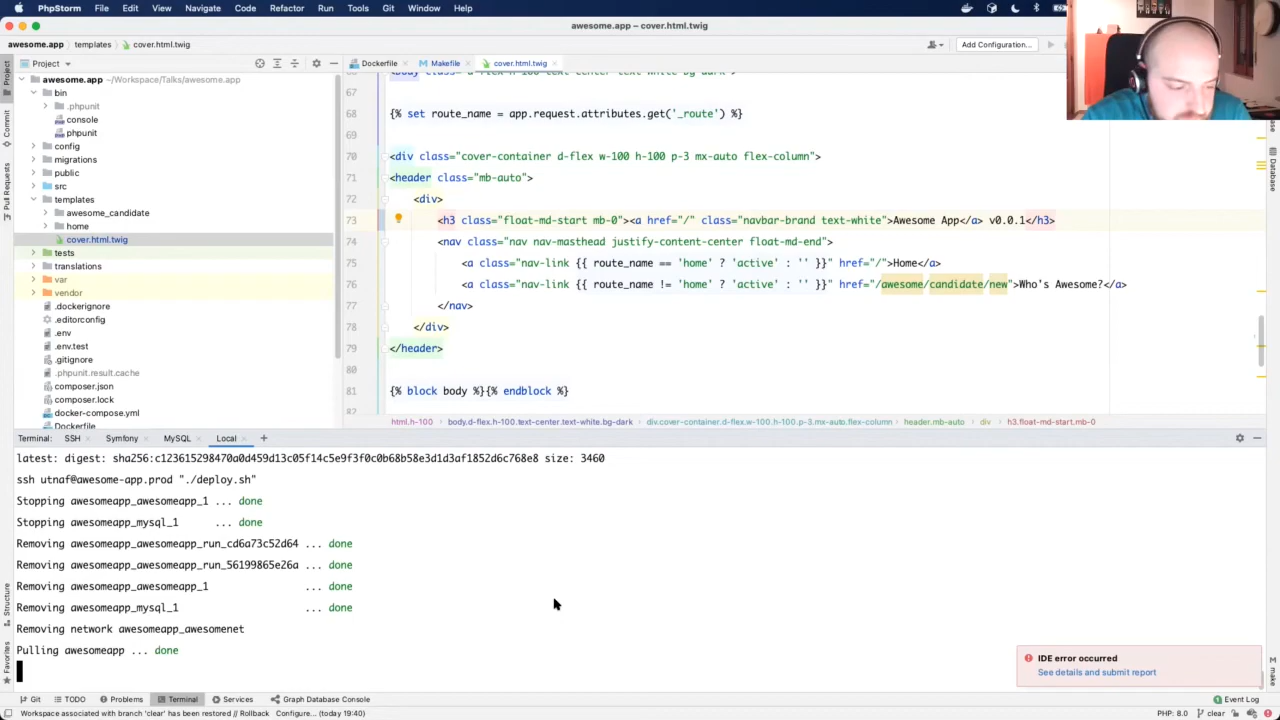 PhpStorm File Edit View Navigate Code Refactor Run Tools Git Window Help
awesome.app – cover.html.twig
awesome.app templates cover.html.twig
Add Configuration...
Project
Dockerfile
Makefile
cover.html.twig
awesome.app ~/Workspace/Talks/awesome.app
bin
.phpunit
console
phpunit
config
migrations
public
src
templates
awesome_candidate
home
cover.html.twig
tests
translations
var
vendor
.dockerignore
.editorconfig
.env
.env.test
.gitignore
.phpunit.result.cache
composer.json
composer.lock
docker-compose.yml
Dockerfile
Project
Commit
Pull Requests
Structure
Favorites
67
68 {% set route_name = app.request.attributes.get('_route') %}
69
70 <div class="cover-container d-flex w-100 h-100 p-3 mx-auto flex-column">
71 <header class="mb-auto">
72 <div>
73 <h3 class="float-md-start mb-0"><a href="/" class="navbar-brand text-white">Awesome App</a> v0.0.1</h3>
74 <nav class="nav nav-masthead justify-content-center float-md-end">
75 <a class="nav-link {{ route_name == 'home' ? 'active' : '' }}" href="/">Home</a>
76 <a class="nav-link {{ route_name != 'home' ? 'active' : '' }}" href="/awesome/candidate/new">Who's Awesome?</a>
77 </nav>
78 </div>
79 </header>
80
81 {% block body %}{% endblock %}
82
html.h-100 body.d-flex.h-100.text-center.text-white.bg-dark div.cover-container.d-flex.w-100.h-100.p-3.mx-auto.flex-column header.mb-auto div h3.float-md-start.mb-0
Database
make
Terminal: SSH Symfony MySQL Local
latest: digest: sha256:c123615298470a0d459d13c05f14c5e9f3f0c0b68b58e3d1d3af1852d6c768e8 size: 3460
ssh utnaf@awesome-app.prod "./deploy.sh"
Stopping awesomeapp_awesomeapp_1 ... done
Stopping awesomeapp_mysql_1 ... done
Removing awesomeapp_awesomeapp_run_cd6a73c52d64 ... done
Removing awesomeapp_awesomeapp_run_56199865e26a ... done
Removing awesomeapp_awesomeapp_1 ... done
Removing awesomeapp_mysql_1 ... done
Removing network awesomeapp_awesomenet
Pulling awesomeapp ... done
IDE error occurred
See details and submit report
Git TODO Problems Terminal Services Graph Database Console
Event Log
Workspace associated with branch 'clear' has been restored // Rollback Configure... (today 19:40)
PHP: 8.0 clear